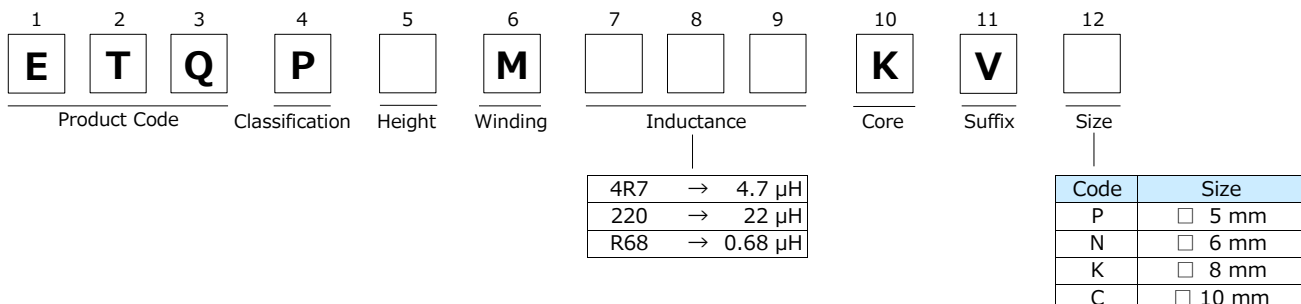 1 2 3 4 5 6 7 8 9 10 11 12
E T Q P M K V
Product Code Classification Height Winding Inductance Core Suffix Size
4R7 → 4.7 μH
220 → 22 μH
R68 → 0.68 μH
Code Size
P □ 5 mm
N □ 6 mm
K □ 8 mm
C □ 10 mm